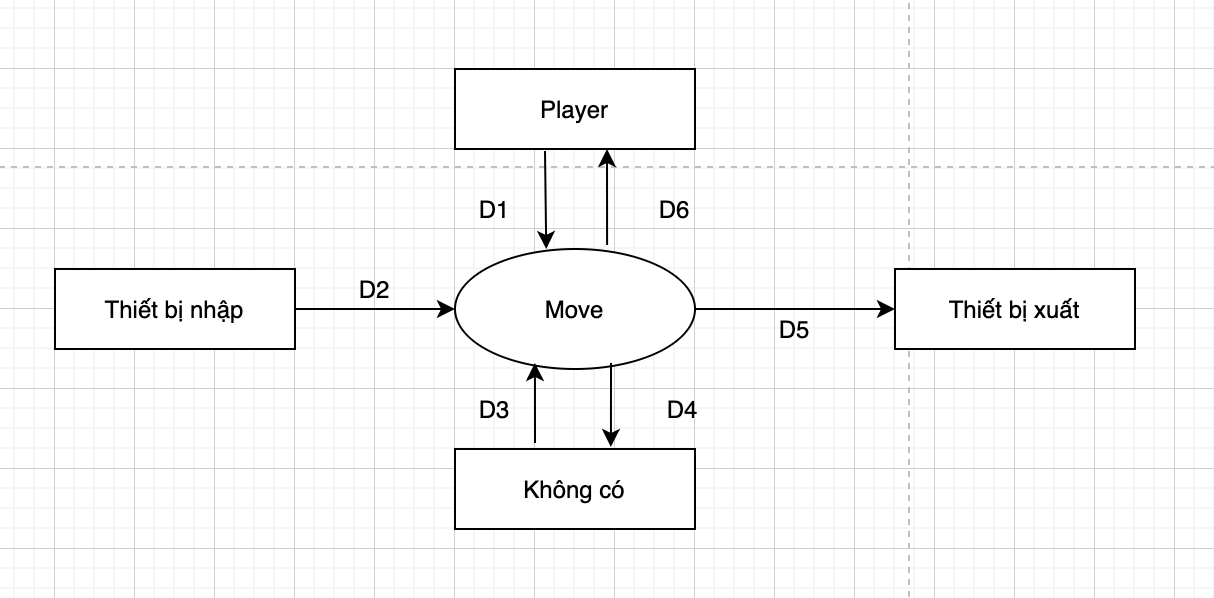 Player
D1
D6
Thiết bị nhập
D2
Move
D5
Thiết bị xuất
D3
D4
Không có